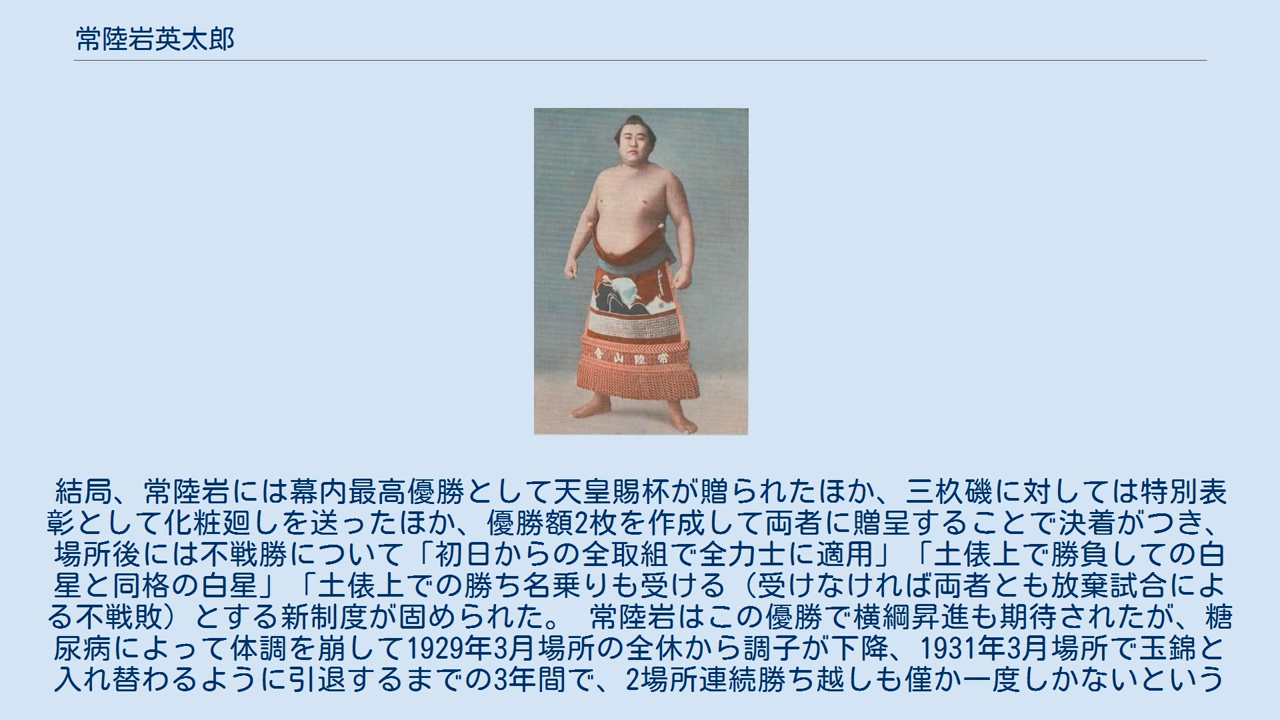 常陸岩英太郎
會山陸常
結局、常陸岩には幕内最高優勝として天皇賜杯が贈られたほか、三杦磯に対しては特別表
彰として化粧廻しを送ったほか、優勝額2枚を作成して両者に贈呈することで決着がつき、
場所後には不戦勝について「初日からの全取組で全力士に適用」「土俵上で勝負しての白
星と同格の白星」「土俵上での勝ち名乗りも受ける（受けなければ両者とも放棄試合によ
る不戦敗）とする新制度が固められた。 常陸岩はこの優勝で横綱昇進も期待されたが、糖
尿病によって体調を崩して1929年3月場所の全休から調子が下降、1931年3月場所で玉錦と
入れ替わるように引退するまでの3年間で、2場所連続勝ち越しも僅か一度しかないという